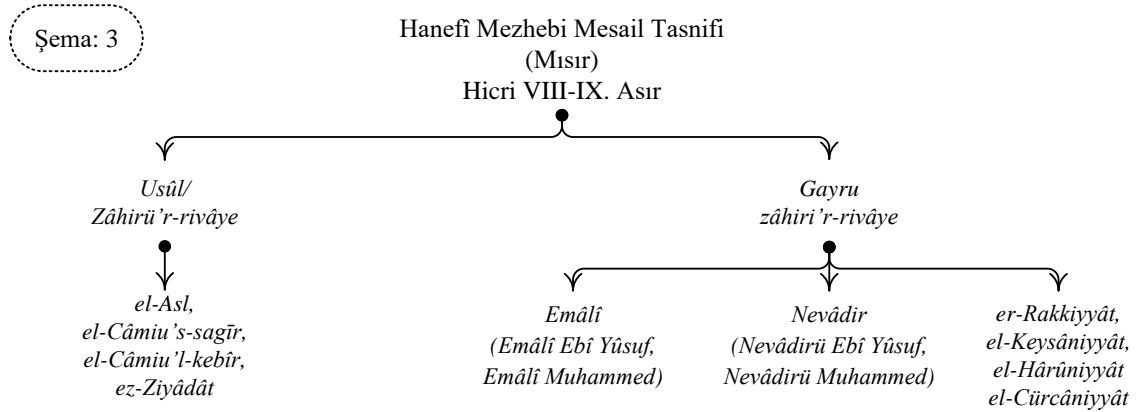 Şema: 3
Hanefî Mezhebi Mesail Tasnifi
(Mısır)
Hicri VIII-IX. Asır
Usûl/
Zâhirü’r-rivâye
Gayru
zâhiri’r-rivâye
el-Asl,
el-Câmiu’s-sagīr,
el-Câmiu’l-kebîr,
ez-Ziyâdât
Emâlî
(Emâlî Ebî Yûsuf,
Emâlî Muhammed)
Nevâdir
(Nevâdirü Ebî Yûsuf,
Nevâdirü Muhammed)
er-Rakkiyyât,
el-Keysâniyyât,
el-Hârûniyyât
el-Cürcâniyyât